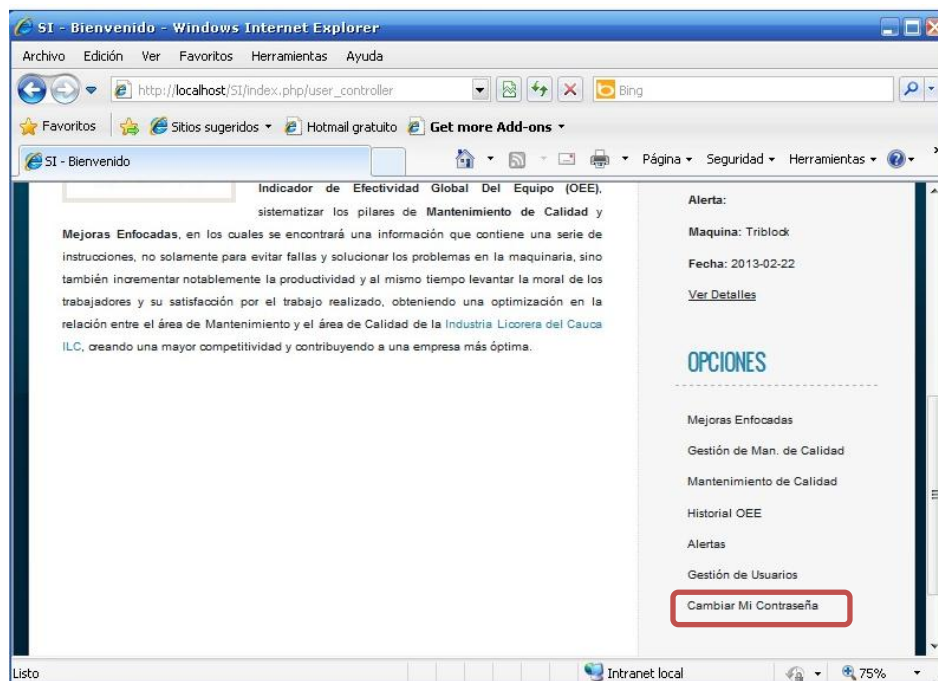 SI - Bienvenido - Windows Internet Explorer
Archivo Edición Ver Favoritos Herramientas Ayuda
http://localhost/SI/index.php/user_controller
Bing
Favoritos Sitios sugeridos Hotmail gratuito Get more Add-ons
SI - Bienvenido
Página Seguridad Herramientas
Indicador de Efectividad Global Del Equipo (OEE),
sistematizar los pilares de Mantenimiento de Calidad y
Mejoras Enfocadas, en los cuales se encontrará una información que contiene una serie de
instrucciones, no solamente para evitar fallas y solucionar los problemas en la maquinaria, sino
también incrementar notablemente la productividad y al mismo tiempo levantar la moral de los
trabajadores y su satisfacción por el trabajo realizado, obteniendo una optimización en la
relación entre el área de Mantenimiento y el área de Calidad de la Industria Licorera del Cauca
ILC, creando una mayor competitividad y contribuyendo a una empresa más óptima.
Alerta:
Maquina: Triblock
Fecha: 2013-02-22
Ver Detalles
OPCIONES
Mejoras Enfocadas
Gestión de Man. de Calidad
Mantenimiento de Calidad
Historial OEE
Alertas
Gestión de Usuarios
Cambiar Mi Contraseña
Listo
Intranet local
75%